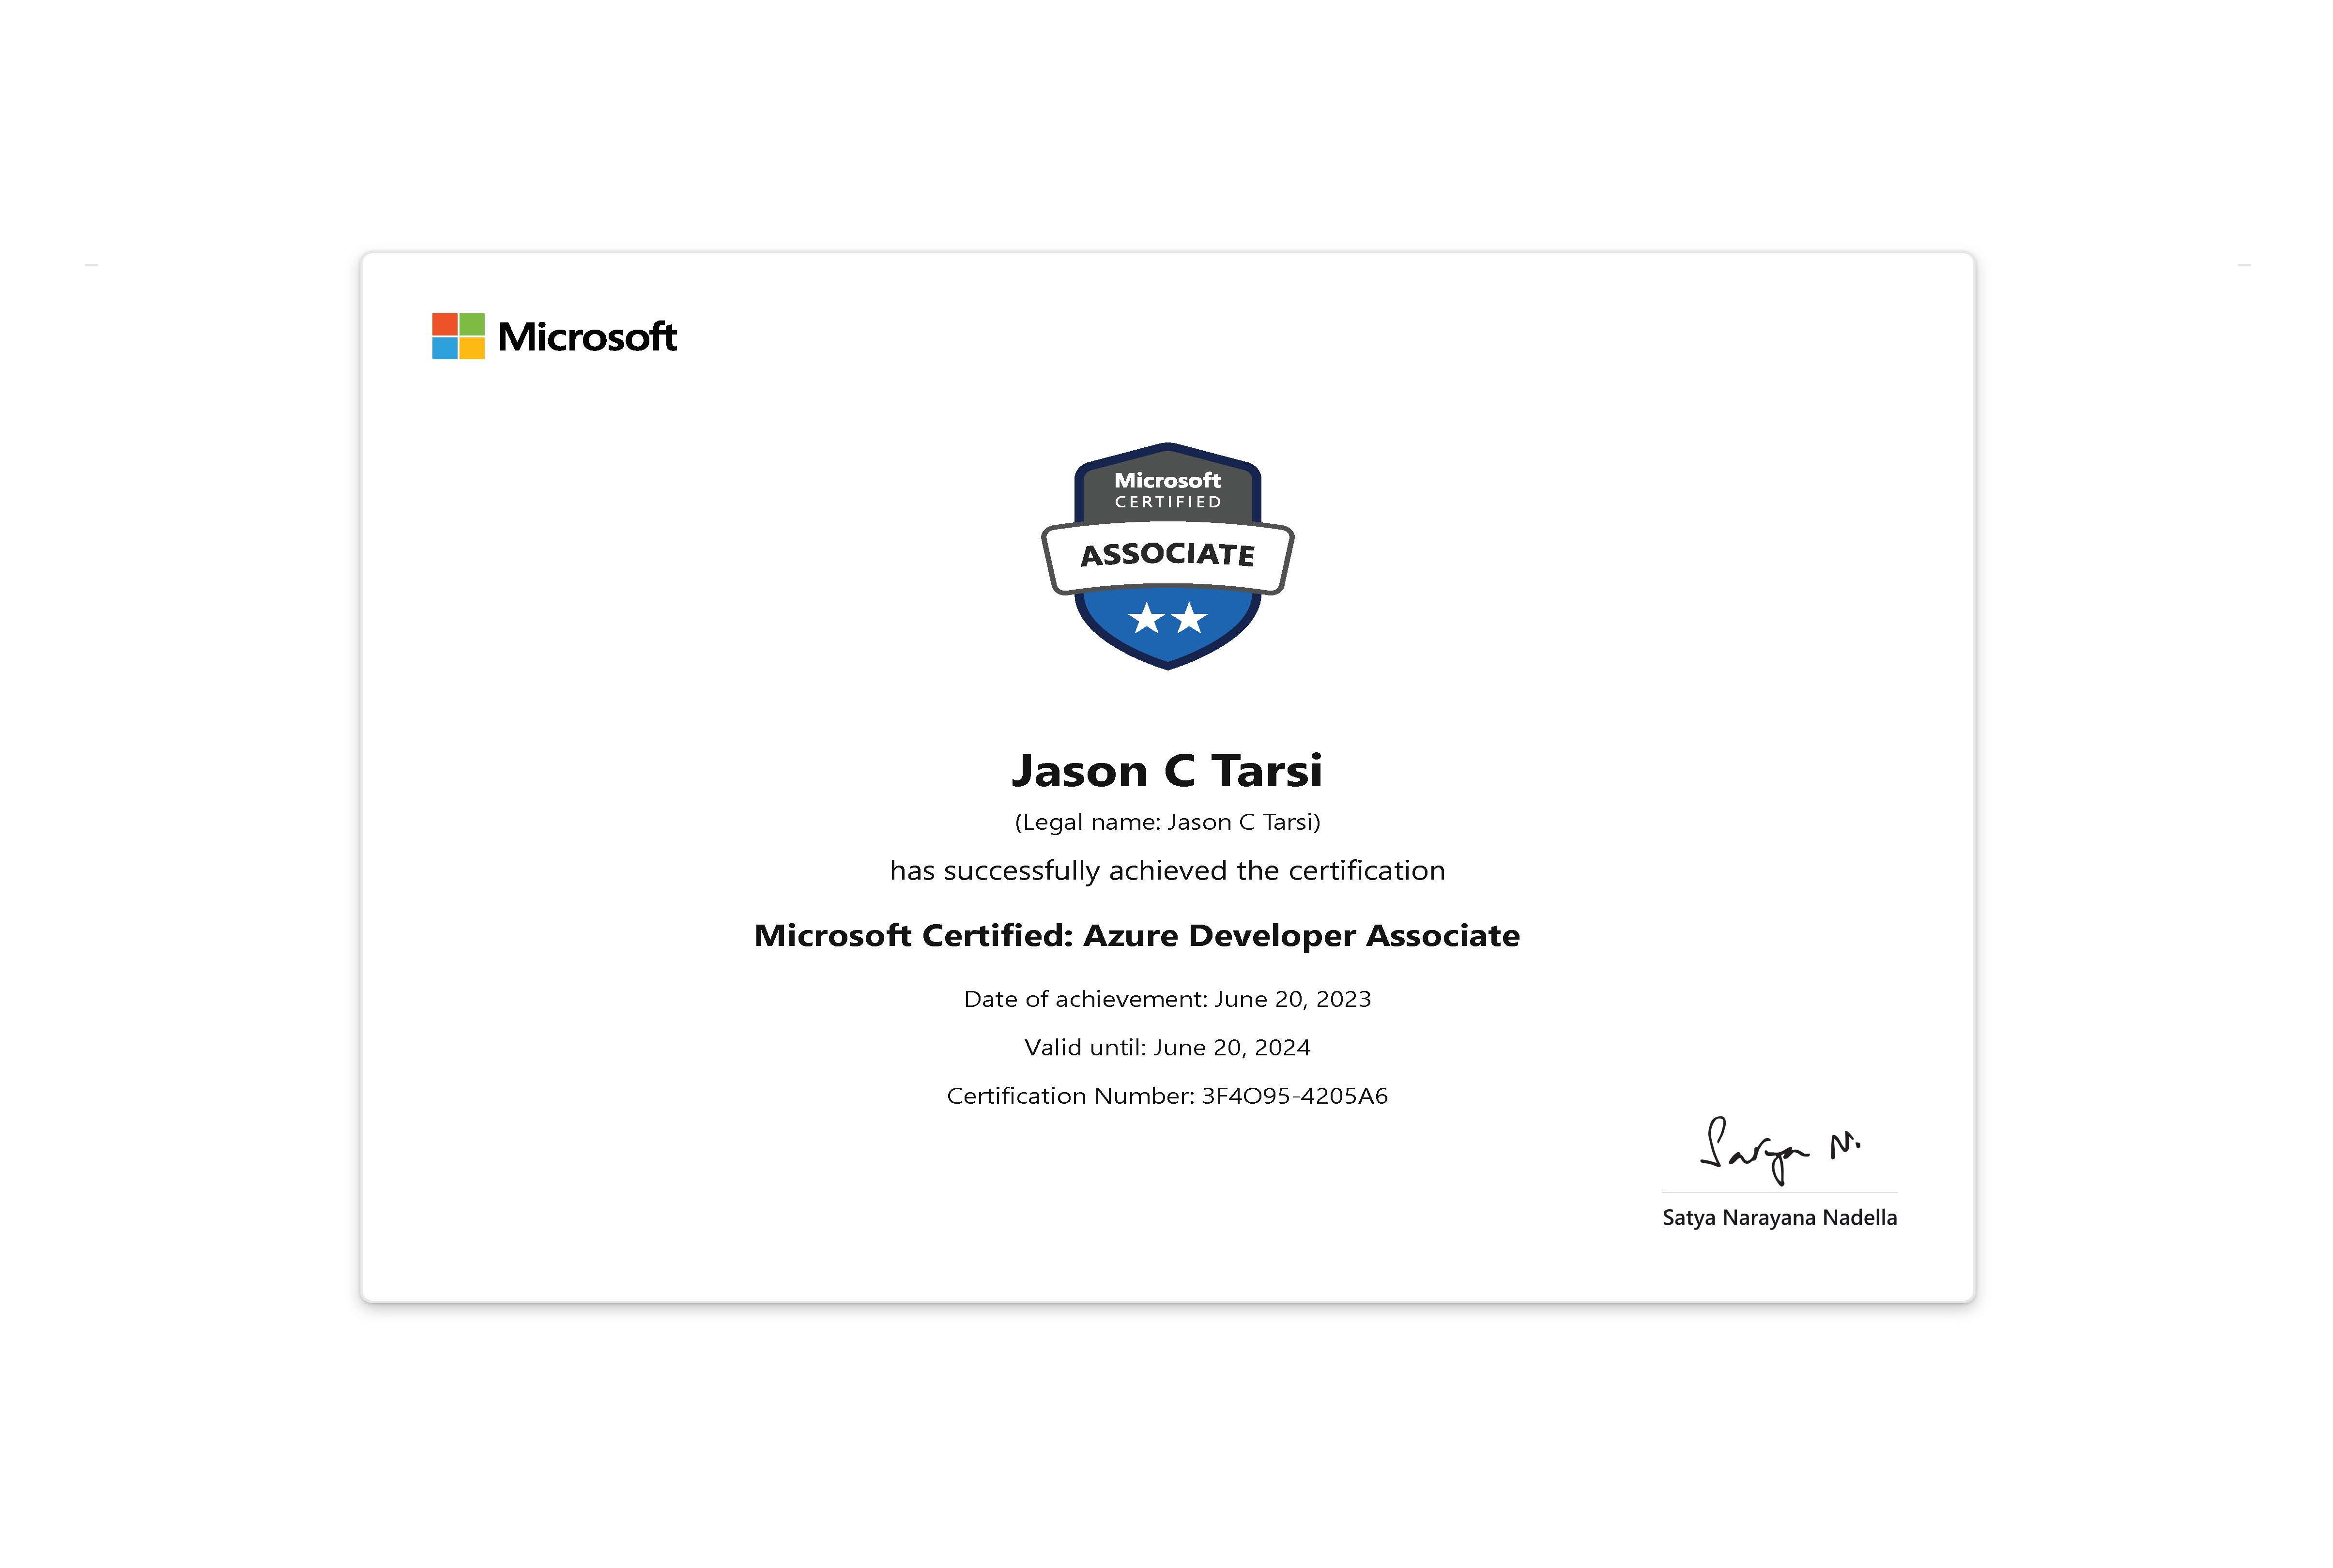 Microsoft
Microsoft
CERTIFIED
ASSOCIATE
Jason C Tarsi
(Legal name: Jason C Tarsi)
has successfully achieved the certification
Microsoft Certified: Azure Developer Associate
Date of achievement: June 20, 2023
Valid until: June 20, 2024
Certification Number: 3F4O95-4205A6
Satya N.
Satya Narayana Nadella